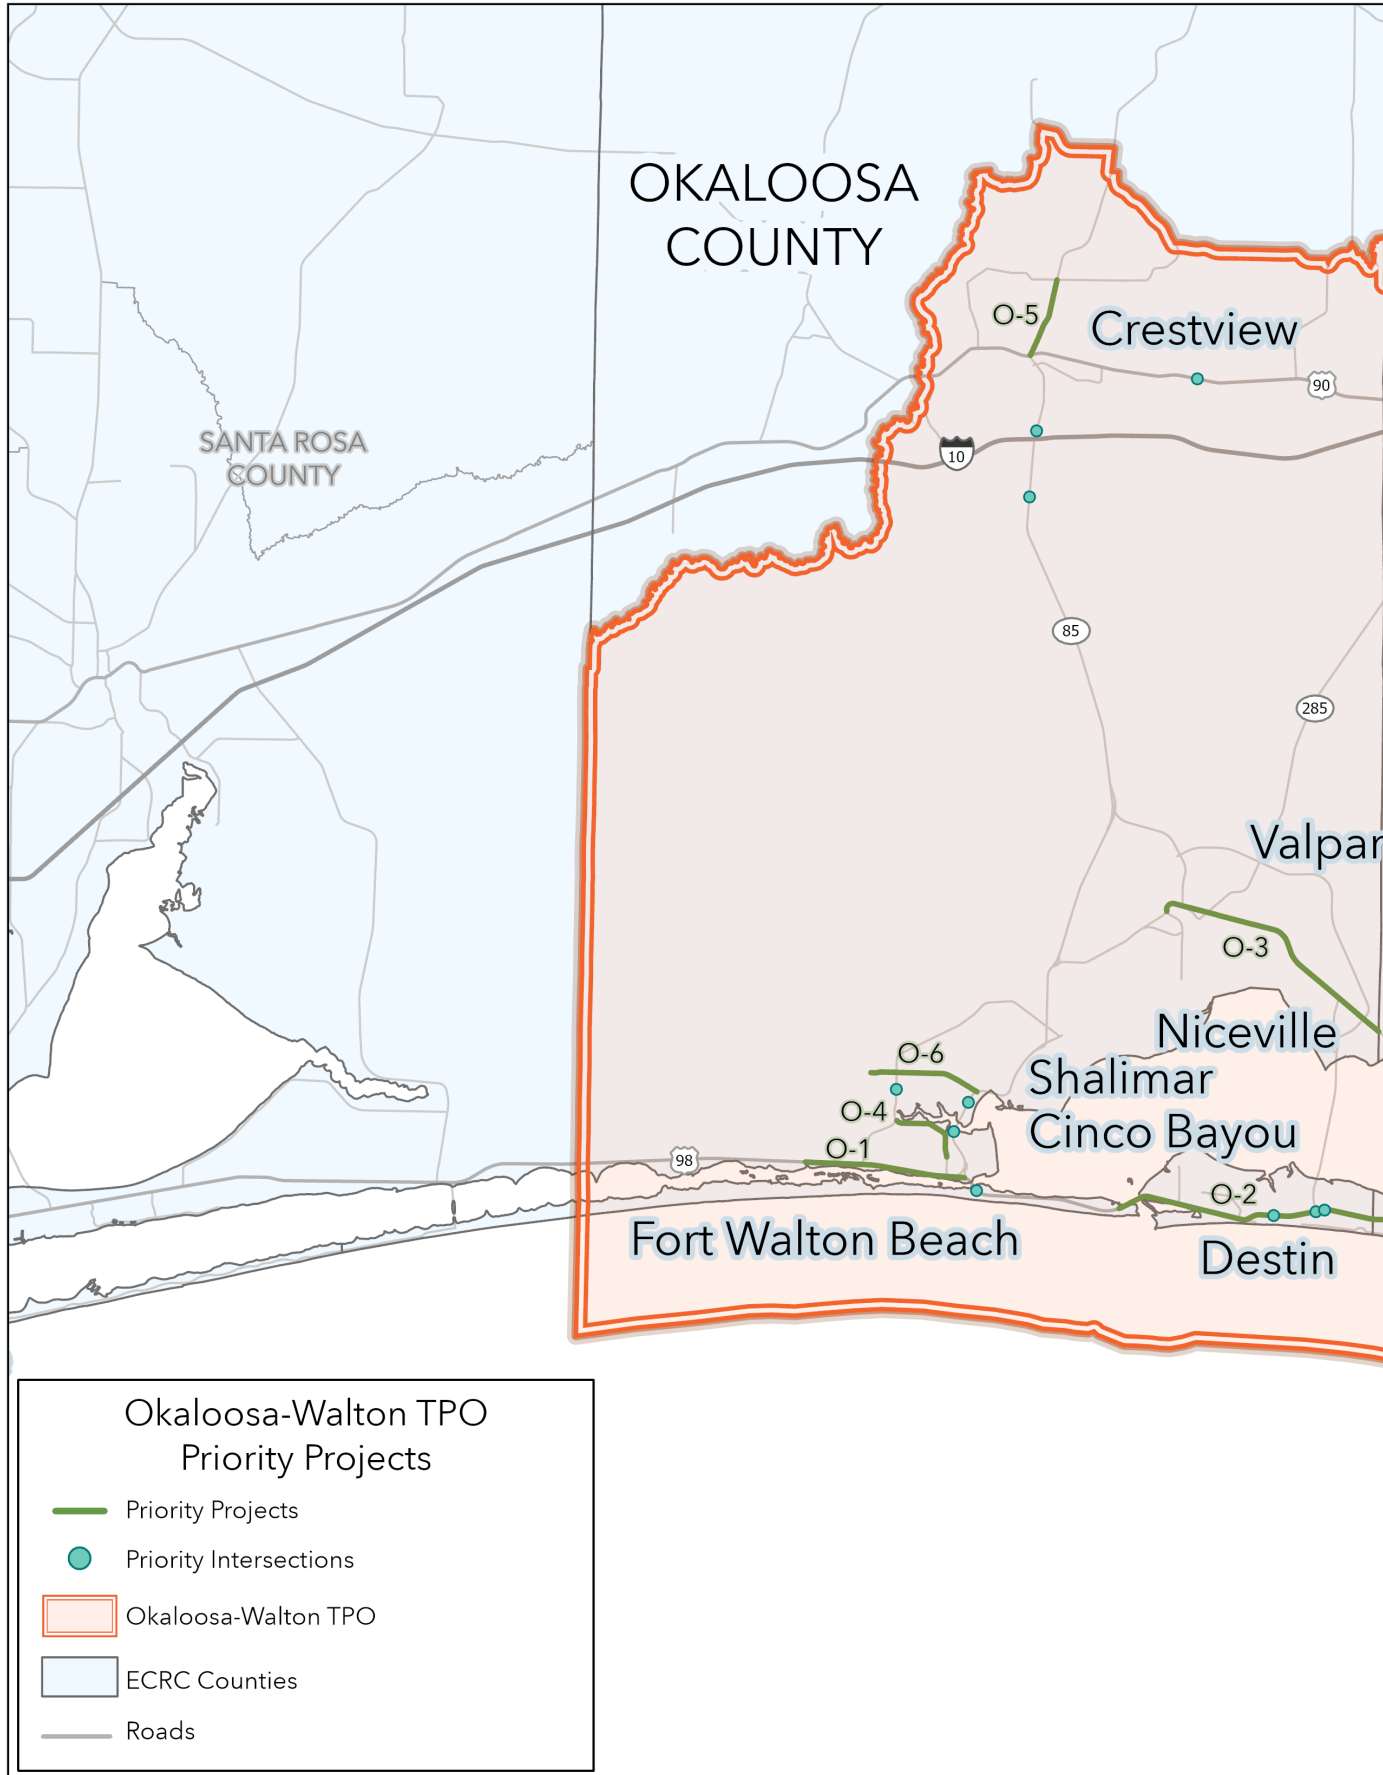 OKALOOSA
COUNTY
O-5
Crestview
90
SANTA ROSA
COUNTY
10
85
285
Valpar
O-3
Niceville
O-6
Shalimar
O-4
Cinco Bayou
O-1
98
O-2
Fort Walton Beach
Destin
Okaloosa-Walton TPO
Priority Projects
Priority Projects
Priority Intersections
Okaloosa-Walton TPO
ECRC Counties
Roads